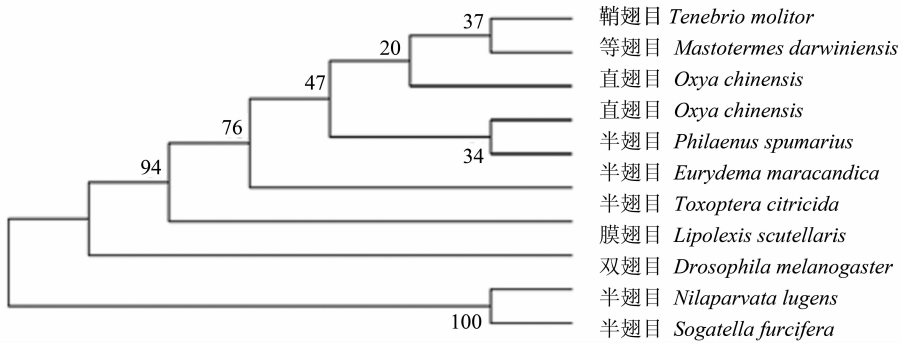 37
鞘翅目 Tenebrio molitor
20
等翅目 Mastotermes darwiniensis
47
直翅目 Oxya chinensis
直翅目 Oxya chinensis
76
半翅目 Philaenus spumarius
34
94
半翅目 Eurydema maracandica
半翅目 Toxoptera citricida
膜翅目 Lipolexis scutellaris
双翅目 Drosophila melanogaster
半翅目 Nilaparvata lugens
100
半翅目 Sogatella furcifera